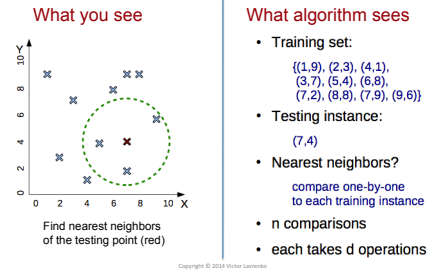 What you see
Y
10
8
6
4
2
0
0 2 4 6 8 10 X
Find nearest neighbors
of the testing point (red)
What algorithm sees
• Training set:
{(1,9), (2,3), (4,1),
(3,7), (5,4), (6,8),
(7,2), (8,8), (7,9), (9,6)}
• Testing instance:
(7,4)
• Nearest neighbors?
compare one-by-one
to each training instance
• n comparisons
• each takes d operations
Copyright © 2014 Victor Lavrenko